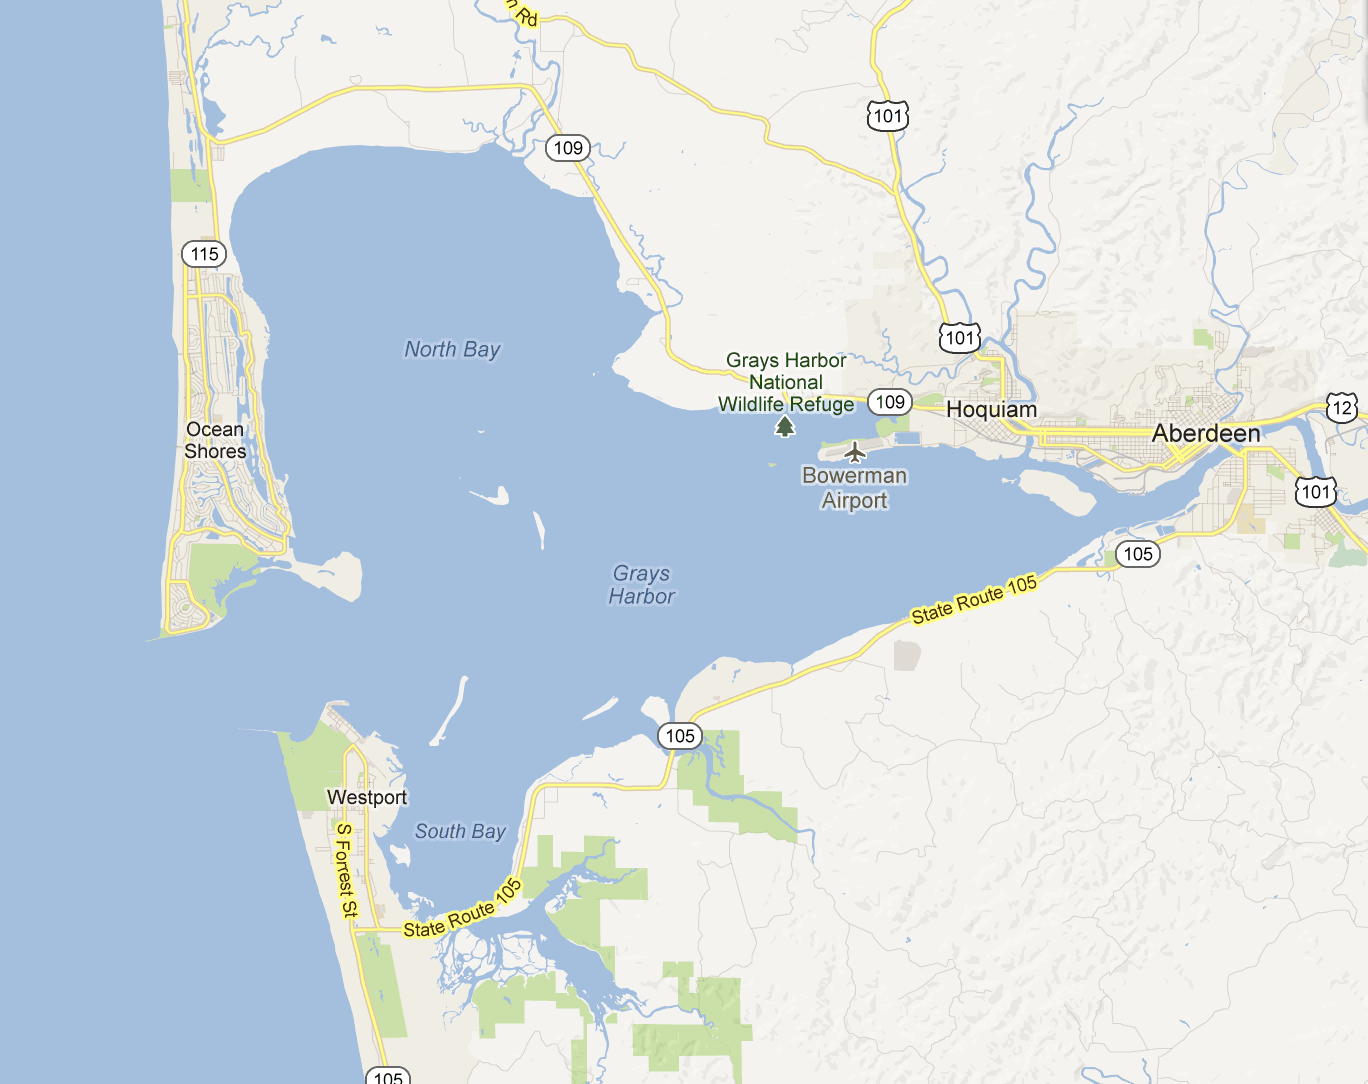 n Rd
101
109
115
North Bay
101
Grays Harbor
National
Wildlife Refuge
109
Hoquiam
12
Ocean
Shores
Aberdeen
Bowerman
Airport
101
105
Grays
Harbor
State Route 105
105
Westport
South Bay
S Forrest St
State Route 105
105